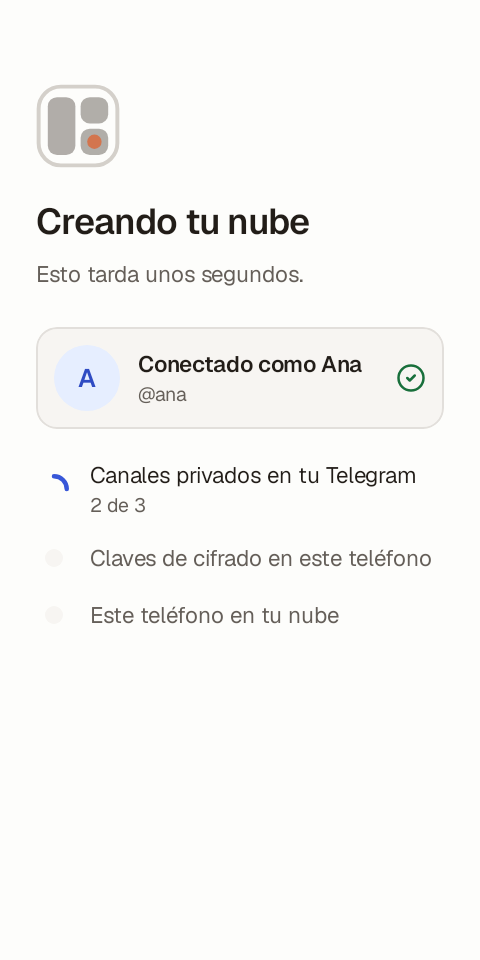 Creando tu nube
Esto tarda unos segundos.
A
Conectado como Ana
@ana
Canales privados en tu Telegram
2 de 3
Claves de cifrado en este teléfono
Este teléfono en tu nube